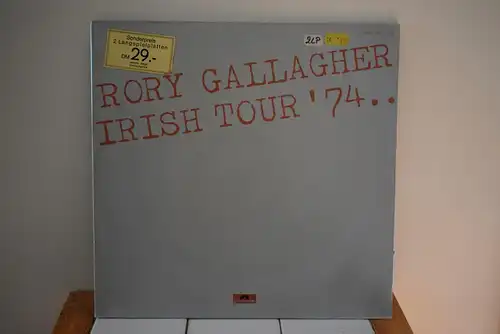 Sonderpreis
2 Langspielplatten
DM 29.-
2LP
RORY GALLAGHER
IRISH TOUR '74..